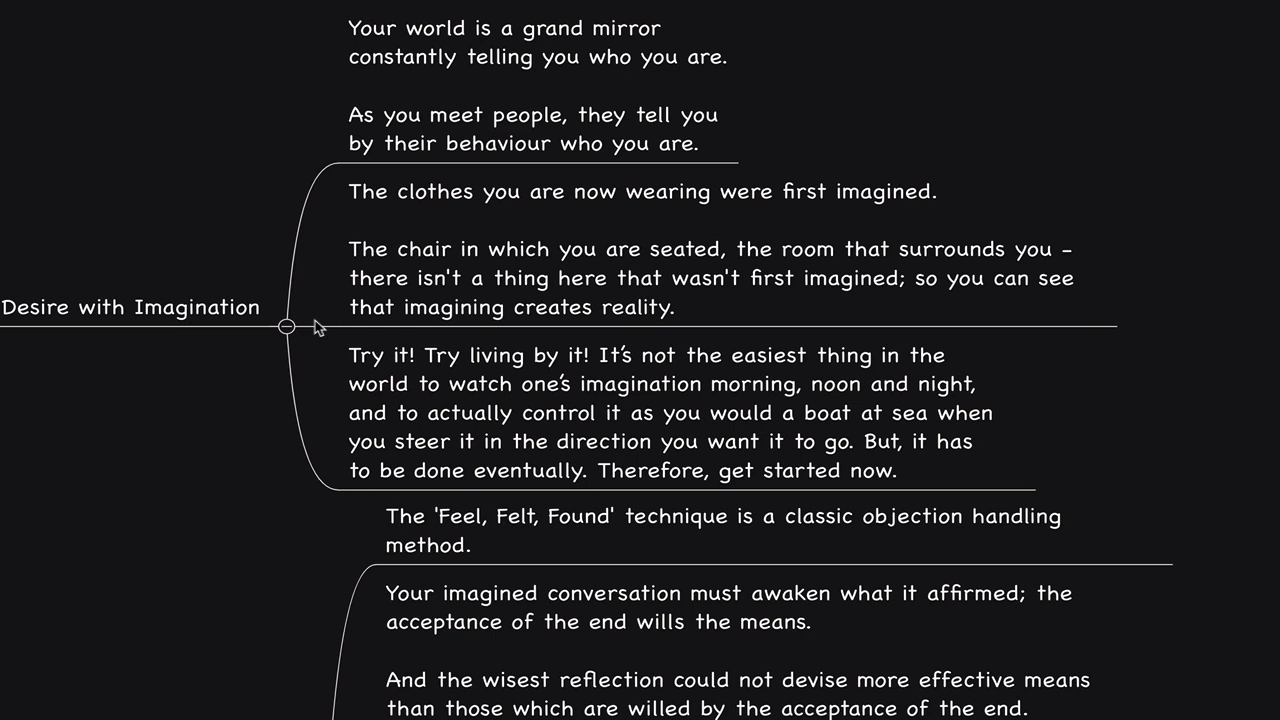 Your world is a grand mirror
constantly telling you who you are.
As you meet people, they tell you
by their behaviour who you are.
The clothes you are now wearing were first imagined.
The chair in which you are seated, the room that surrounds you –
there isn't a thing here that wasn't first imagined; so you can see
that imagining creates reality.
Desire with Imagination
Try it! Try living by it! It's not the easiest thing in the
world to watch one's imagination morning, noon and night,
and to actually control it as you would a boat at sea when
you steer it in the direction you want it to go. But, it has
to be done eventually. Therefore, get started now.
The 'Feel, Felt, Found' technique is a classic objection handling
method.
Your imagined conversation must awaken what it affirmed; the
acceptance of the end wills the means.
And the wisest reflection could not devise more effective means
than those which are willed by the acceptance of the end.